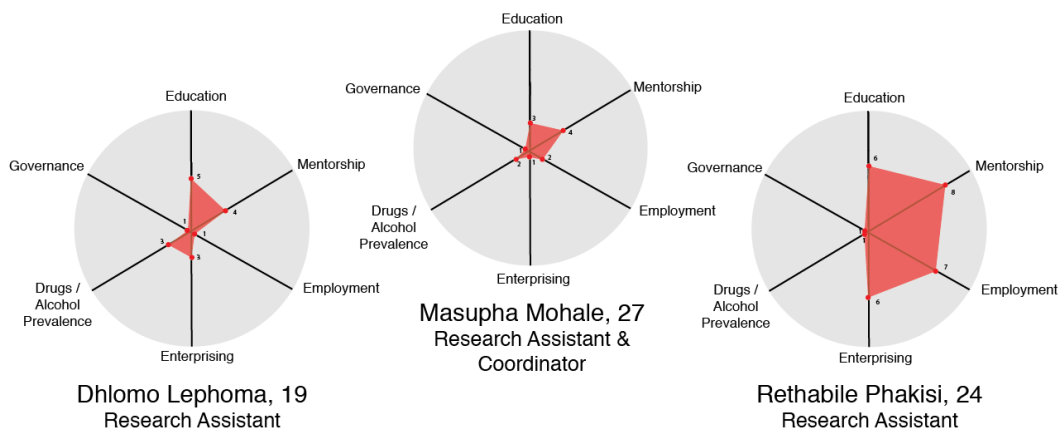 Education
Mentorship
Employment
Enterprising
Drugs /
Alcohol
Prevalence
Governance
5
4
1
3
3
1
Dhlomo Lephoma, 19
Research Assistant
Education
Mentorship
Employment
Enterprising
Drugs /
Alcohol
Prevalence
Governance
3
4
2
1
2
1
Masupha Mohale, 27
Research Assistant &
Coordinator
Education
Mentorship
Employment
Enterprising
Drugs /
Alcohol
Prevalence
Governance
6
8
7
6
1
1
Rethabile Phakisi, 24
Research Assistant